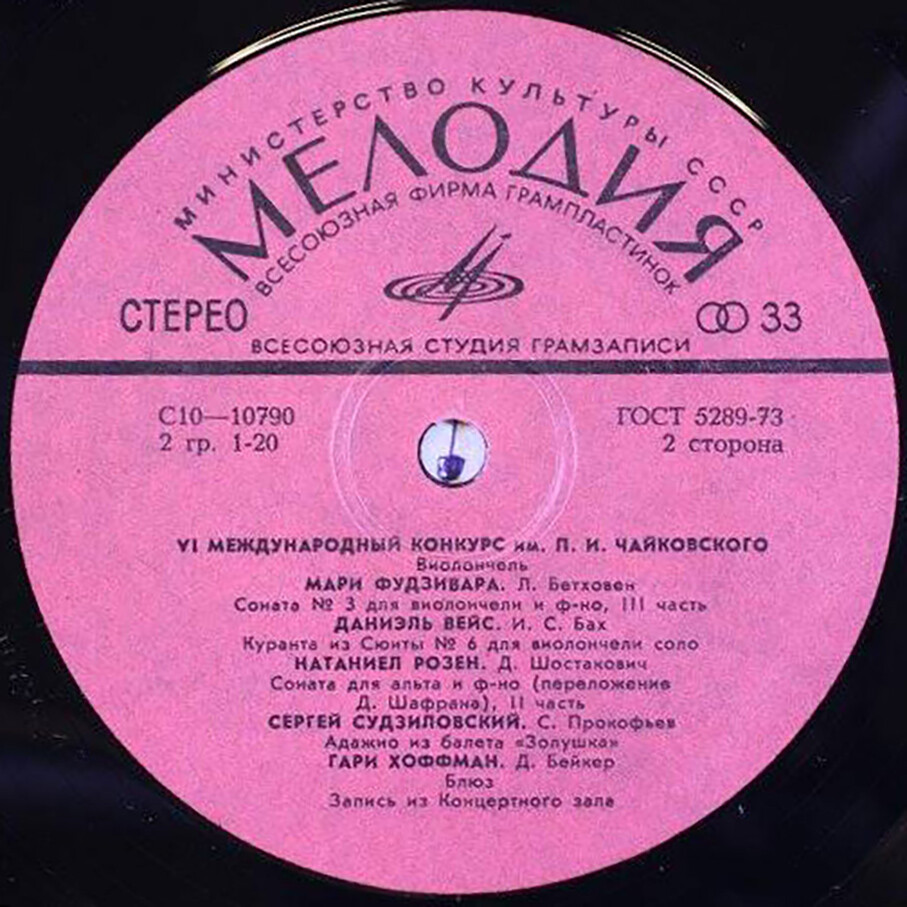 МИНИСТЕРСТВО КУЛЬТУРЫ СССР
МЕЛОДИЯ
ВСЕСОЮЗНАЯ ФИРМА ГРАМПЛАСТИНОК
СТЕРЕО
33
ВСЕСОЮЗНАЯ СТУДИЯ ГРАМЗАПИСИ
С10—10790
ГОСТ 5289-73
2 гр. 1-20
2 сторона
VI МЕЖДУНАРОДНЫЙ КОНКУРС им. П. И. ЧАЙКОВСКОГО
Виолончель
МАРИ ФУДЗИВАРА. Л. Бетховен
Соната № 3 для виолончели и ф-но, III часть
ДАНИЭЛЬ ВЕЙС. И. С. Бах
Куранта из Сюиты № 6 для виолончели соло
НАТАНИЕЛ РОЗЕН. Д. Шостакович
Соната для альта и ф-но (переложение
Д. Шафрана), II часть
СЕРГЕЙ СУДЗИЛОВСКИЙ. С. Прокофьев
Адажио из балета «Золушка»
ГАРИ ХОФФМАН. Д. Бейкер
Блюз
Запись из Концертного зала